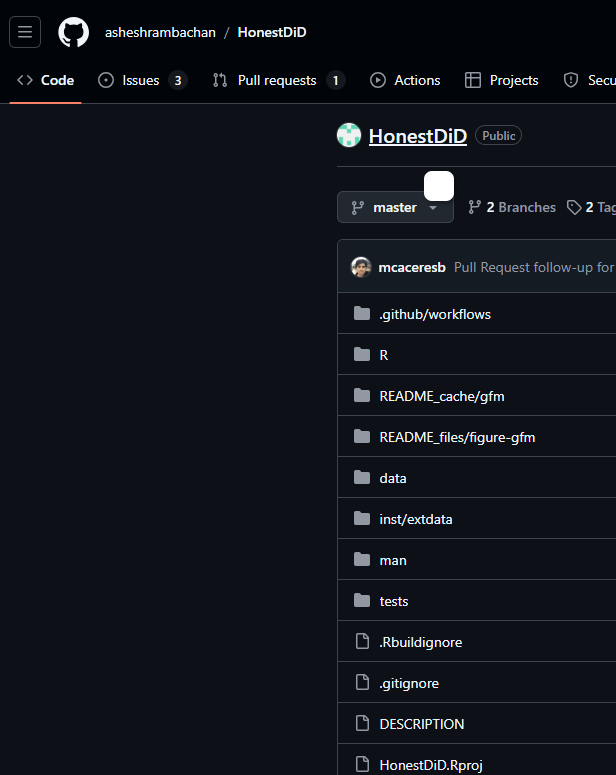 asheshrambachan / HonestDiD
Code Issues 3 Pull requests 1 Actions Projects Secu
HonestDiD Public
master 2 Branches 2 Tag
mcaceresb Pull Request follow-up for
.github/workflows
R
README_cache/gfm
README_files/figure-gfm
data
inst/extdata
man
tests
.Rbuildignore
.gitignore
DESCRIPTION
HonestDiD.Rproj